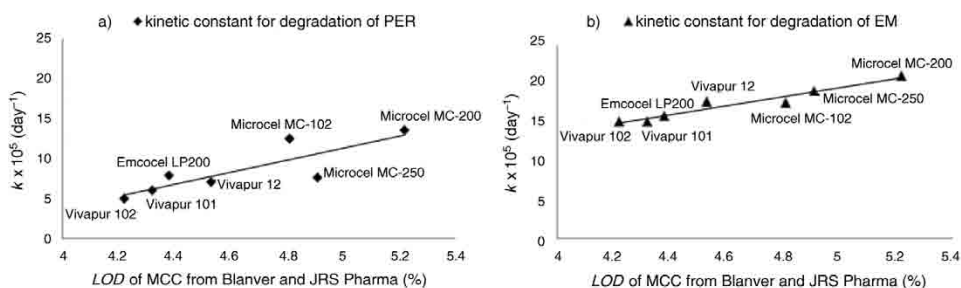 a) ◆ kinetic constant for degradation of PER
25
20
15
10
5
0
k x 10⁵ (day⁻¹)
Microcel MC-200
Microcel MC-102
Emcocel LP200
Microcel MC-250
Vivapur 12
Vivapur 101
Vivapur 102
4 4.2 4.4 4.6 4.8 5 5.2 5.4
LOD of MCC from Blanver and JRS Pharma (%)
b) ▲ kinetic constant for degradation of EM
25
20
15
10
5
0
k x 10⁵ (day⁻¹)
Microcel MC-200
Vivapur 12
Microcel MC-250
Emcocel LP200
Microcel MC-102
Vivapur 102 Vivapur 101
4 4.2 4.4 4.6 4.8 5 5.2 5.4
LOD of MCC from Blanver and JRS Pharma (%)